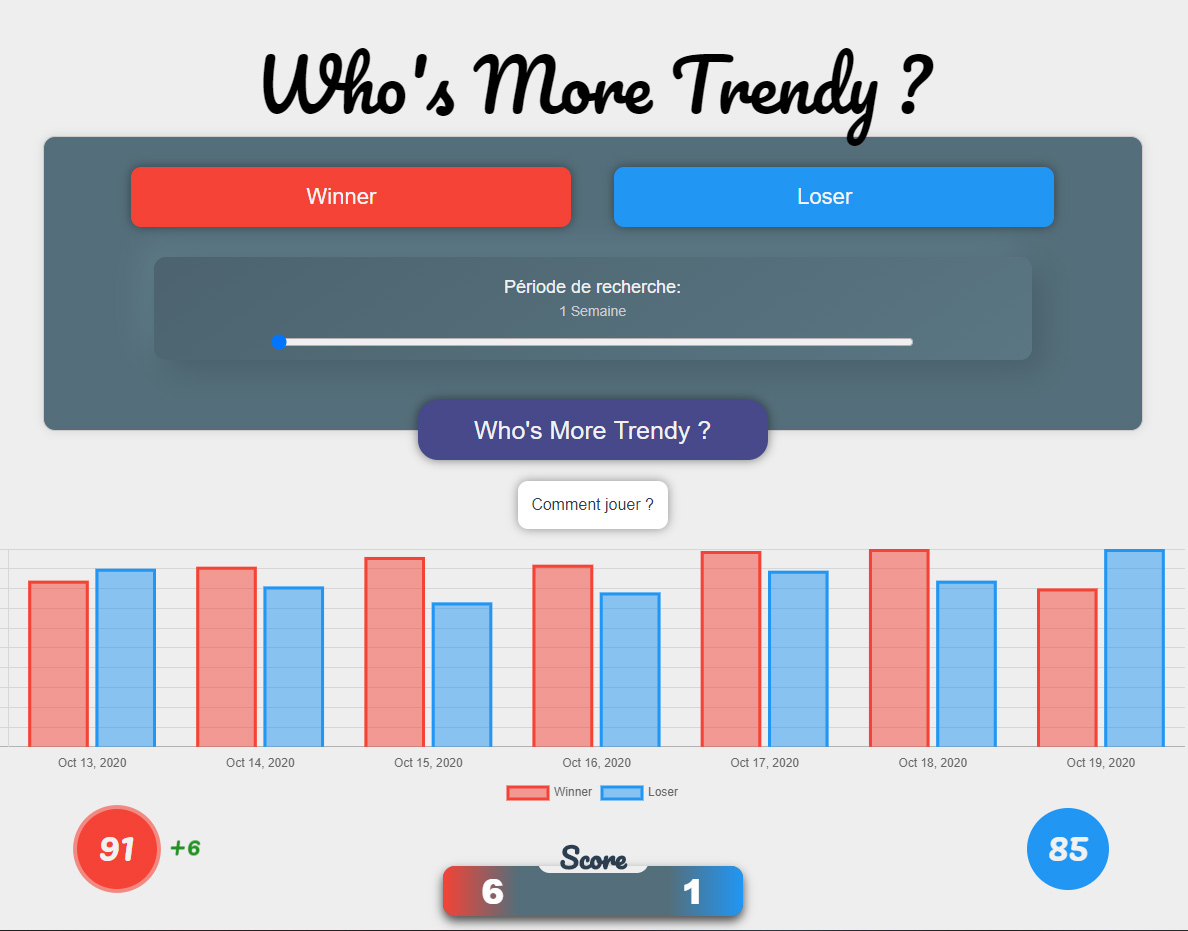 Who's More Trendy ?
Winner
Loser
Période de recherche:
1 Semaine
Who's More Trendy ?
Comment jouer ?
Oct 13, 2020
Oct 14, 2020
Oct 15, 2020
Oct 16, 2020
Oct 17, 2020
Oct 18, 2020
Oct 19, 2020
Winner
Loser
91
+6
85
Score
6
1